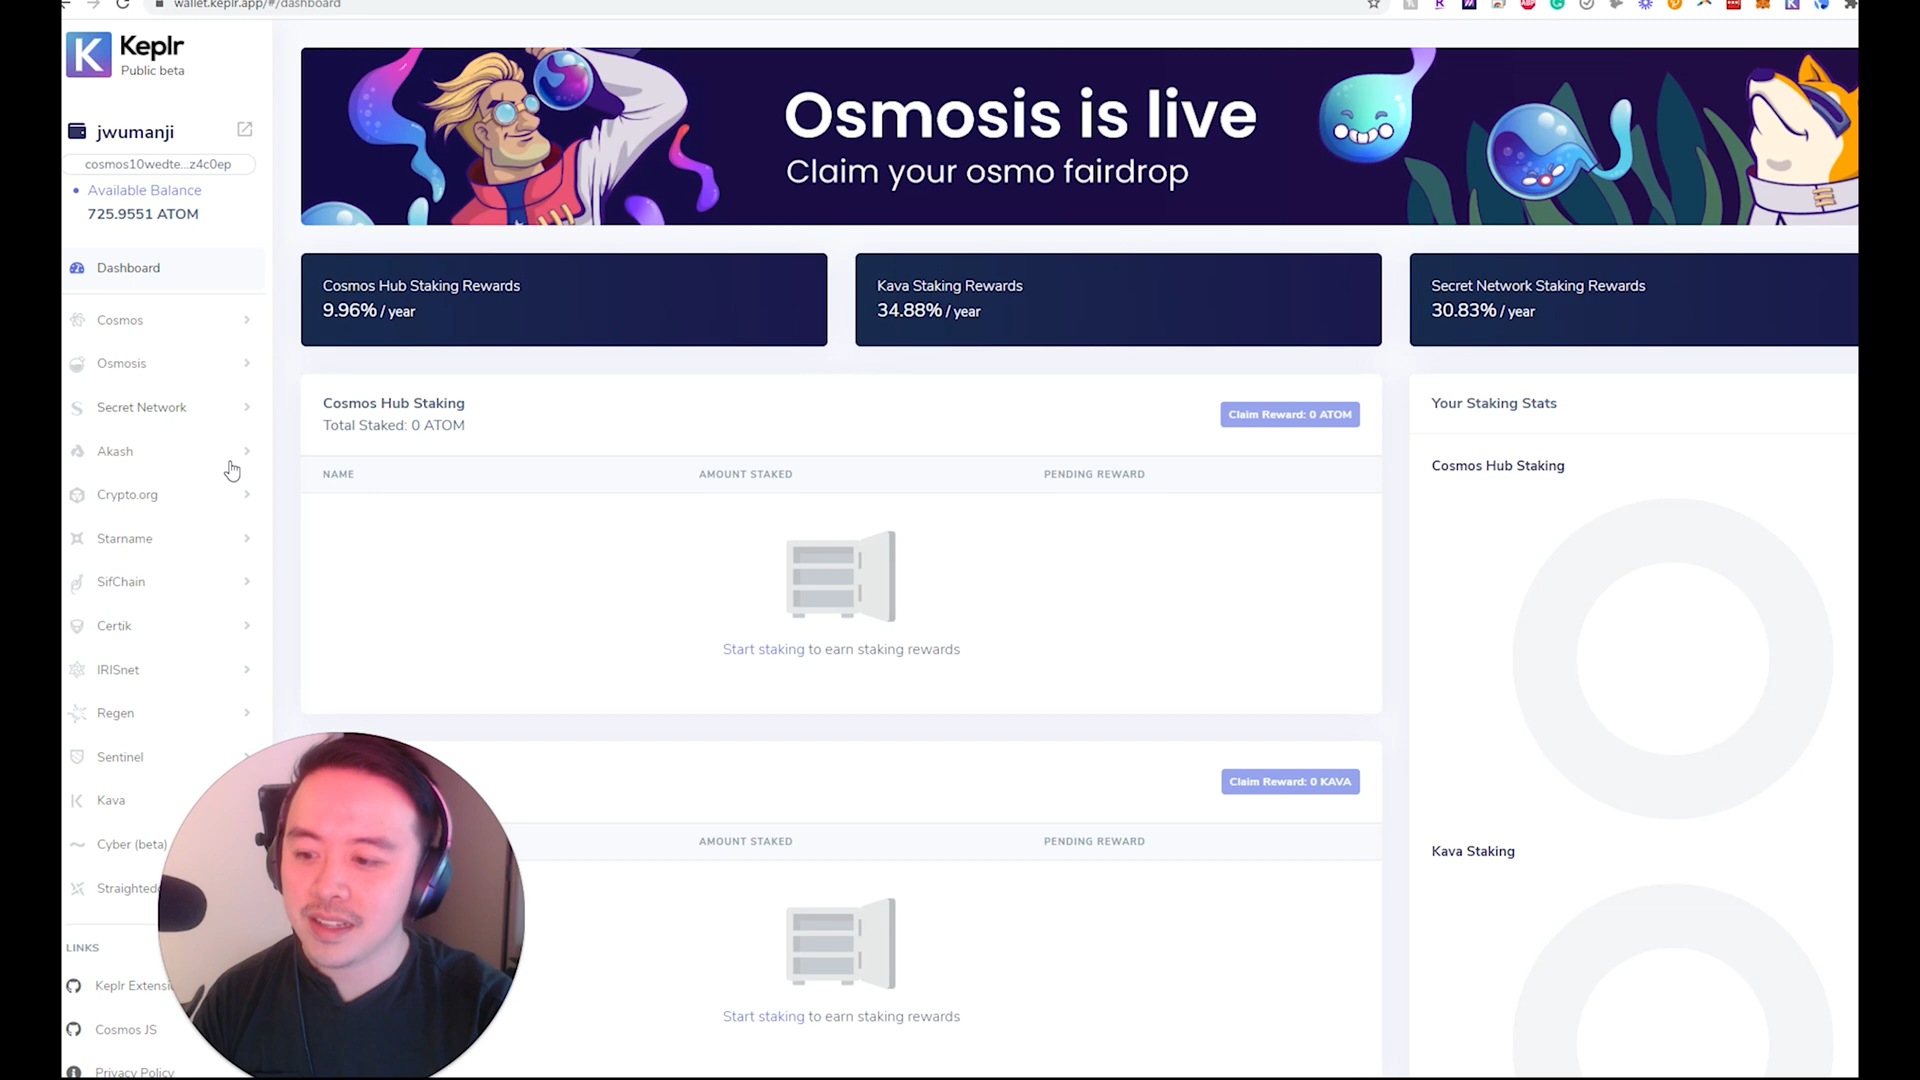 wallet.keplr.app/#/dashboard
Keplr
Public beta
jwumanji
cosmos10wedte...z4c0ep
Available Balance
725.9551 ATOM
Dashboard
Cosmos
Osmosis
Secret Network
Akash
Crypto.org
Starname
SifChain
Certik
IRISnet
Regen
Sentinel
Kava
Cyber (beta)
Straighted
LINKS
Keplr Extensi
Cosmos JS
Privacy Policy
Osmosis is live
Claim your osmo fairdrop
Cosmos Hub Staking Rewards
9.96% / year
Kava Staking Rewards
34.88% / year
Secret Network Staking Rewards
30.83% / year
Cosmos Hub Staking
Total Staked: 0 ATOM
Claim Reward: 0 ATOM
NAME AMOUNT STAKED PENDING REWARD
Start staking to earn staking rewards
Claim Reward: 0 KAVA
AMOUNT STAKED PENDING REWARD
Start staking to earn staking rewards
Your Staking Stats
Cosmos Hub Staking
Kava Staking